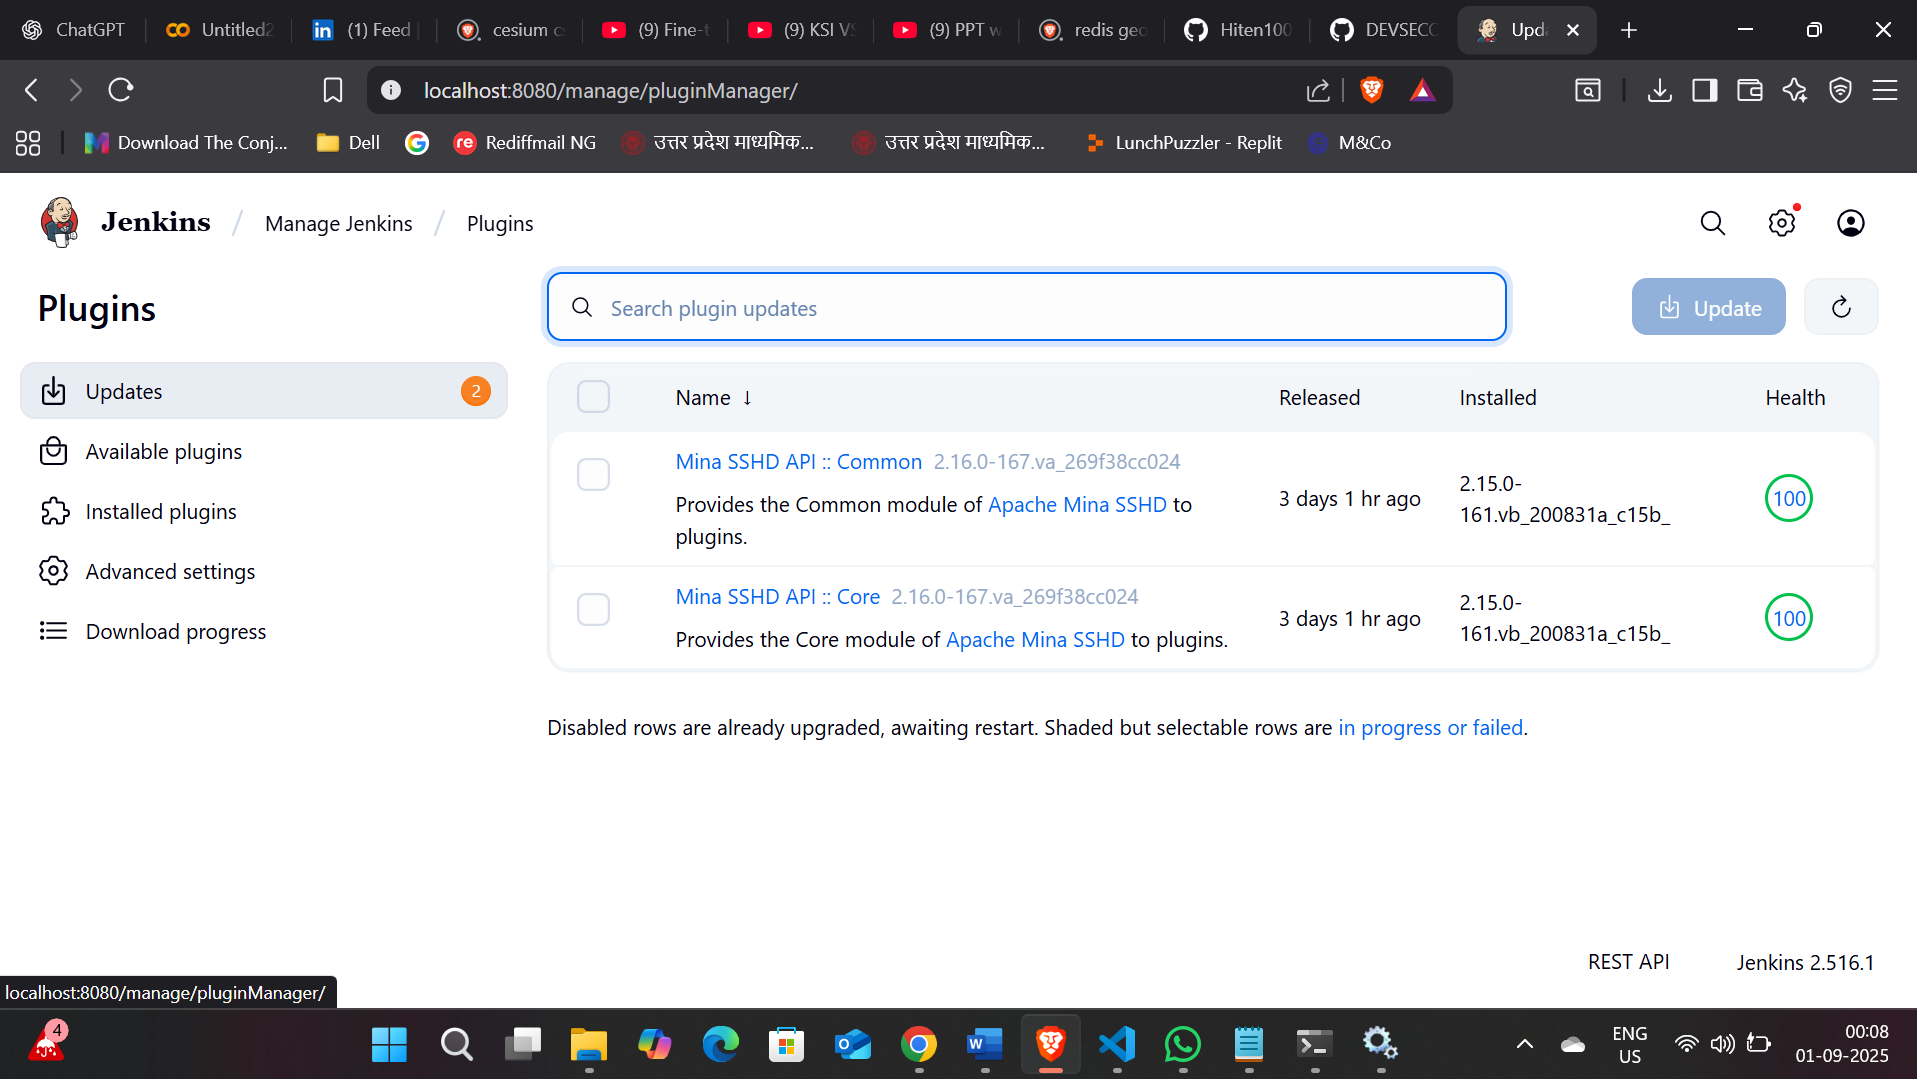 ChatGPT
Untitled2
(1) Feed
cesium cs
(9) Fine-t
(9) KSI VS
(9) PPT w
redis geo
Hiten100
DEVSECO
Upda
localhost:8080/manage/pluginManager/
Download The Conj...
Dell
Rediffmail NG
उत्तर प्रदेश माध्यमिक...
उत्तर प्रदेश माध्यमिक...
LunchPuzzler - Replit
M&Co
Jenkins / Manage Jenkins / Plugins
Plugins
Search plugin updates
Update
Updates 2
Available plugins
Installed plugins
Advanced settings
Download progress
Name ↓ Released Installed Health
Mina SSHD API :: Common 2.16.0-167.va_269f38cc024
Provides the Common module of Apache Mina SSHD to
plugins.
3 days 1 hr ago
2.15.0-
161.vb_200831a_c15b_
100
Mina SSHD API :: Core 2.16.0-167.va_269f38cc024
Provides the Core module of Apache Mina SSHD to plugins.
3 days 1 hr ago
2.15.0-
161.vb_200831a_c15b_
100
Disabled rows are already upgraded, awaiting restart. Shaded but selectable rows are in progress or failed.
REST API
Jenkins 2.516.1
localhost:8080/manage/pluginManager/
4
ENG
US
00:08
01-09-2025